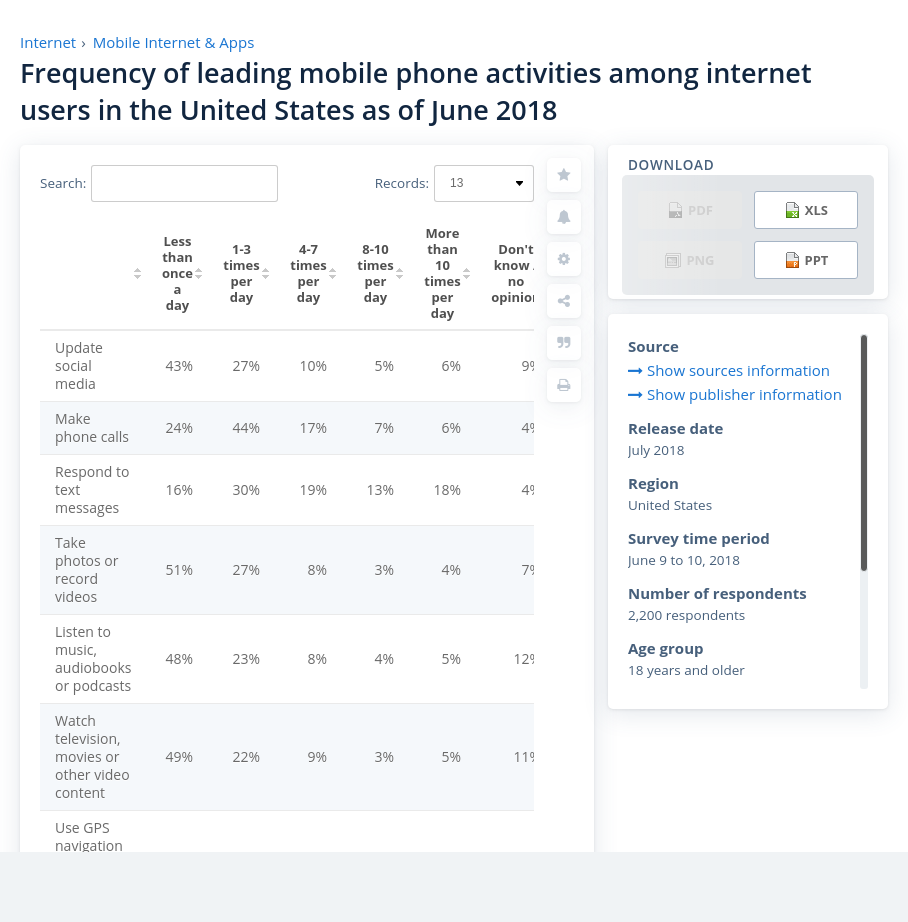 Internet › Mobile Internet & Apps
Frequency of leading mobile phone activities among internet
users in the United States as of June 2018
Search:
Records: 13
Less
than
once
a
day
1-3
times
per
day
4-7
times
per
day
8-10
times
per
day
More
than
10
times
per
day
Don't
know
no
opinion
Update
social
media
43% 27% 10% 5% 6% 9%
Make
phone calls
24% 44% 17% 7% 6% 4%
Respond to
text
messages
16% 30% 19% 13% 18% 4%
Take
photos or
record
videos
51% 27% 8% 3% 4% 7%
Listen to
music,
audiobooks
or podcasts
48% 23% 8% 4% 5% 12%
Watch
television,
movies or
other video
content
49% 22% 9% 3% 5% 11%
Use GPS
navigation
DOWNLOAD
PDF XLS
PNG PPT
Source
Show sources information
Show publisher information
Release date
July 2018
Region
United States
Survey time period
June 9 to 10, 2018
Number of respondents
2,200 respondents
Age group
18 years and older